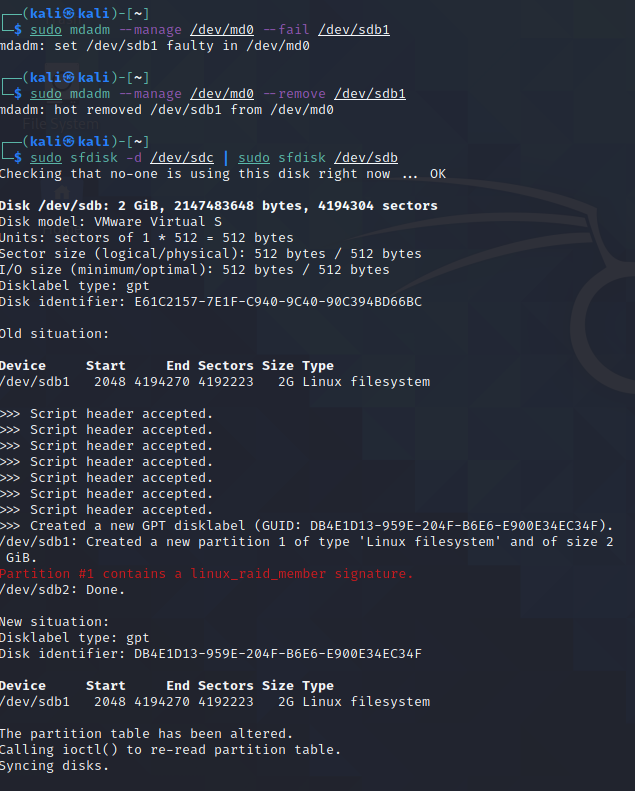 ┌──(kali㉿kali)-[~]
└─$ sudo mdadm --manage /dev/md0 --fail /dev/sdb1
mdadm: set /dev/sdb1 faulty in /dev/md0
┌──(kali㉿kali)-[~]
└─$ sudo mdadm --manage /dev/md0 --remove /dev/sdb1
mdadm: hot removed /dev/sdb1 from /dev/md0
File System
┌──(kali㉿kali)-[~]
└─$ sudo sfdisk -d /dev/sdc | sudo sfdisk /dev/sdb
Checking that no-one is using this disk right now ... OK
Disk /dev/sdb: 2 GiB, 2147483648 bytes, 4194304 sectors
Disk model: VMware Virtual S
Units: sectors of 1 * 512 = 512 bytes
Sector size (logical/physical): 512 bytes / 512 bytes
I/O size (minimum/optimal): 512 bytes / 512 bytes
Disklabel type: gpt
Disk identifier: E61C2157-7E1F-C940-9C40-90C394BD66BC
Old situation:
Device     Start     End Sectors Size Type
/dev/sdb1   2048 4194270 4192223   2G Linux filesystem
>>> Script header accepted.
>>> Script header accepted.
>>> Script header accepted.
>>> Script header accepted.
>>> Script header accepted.
>>> Script header accepted.
>>> Script header accepted.
>>> Created a new GPT disklabel (GUID: DB4E1D13-959E-204F-B6E6-E900E34EC34F).
/dev/sdb1: Created a new partition 1 of type 'Linux filesystem' and of size 2
 GiB.
Partition #1 contains a linux_raid_member signature.
/dev/sdb2: Done.
New situation:
Disklabel type: gpt
Disk identifier: DB4E1D13-959E-204F-B6E6-E900E34EC34F
Device     Start     End Sectors Size Type
/dev/sdb1   2048 4194270 4192223   2G Linux filesystem
The partition table has been altered.
Calling ioctl() to re-read partition table.
Syncing disks.